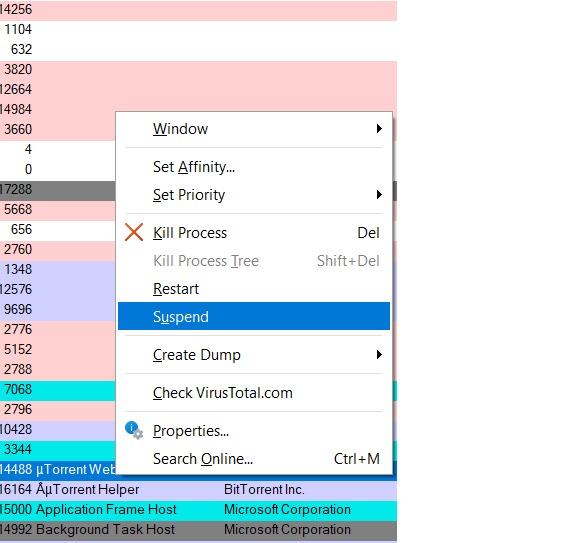 14256
1104
632
3820
12664
14984
3660
4
0
17288
5668
656
2760
1348
12576
9696
2776
5152
2788
7068
2796
10428
3344
14488 µTorrent Web
16164 ÂµTorrent Helper BitTorrent Inc.
15000 Application Frame Host Microsoft Corporation
14992 Background Task Host Microsoft Corporation
Window
Set Affinity...
Set Priority
Kill Process Del
Kill Process Tree Shift+Del
Restart
Suspend
Create Dump
Check VirusTotal.com
Properties...
Search Online... Ctrl+M